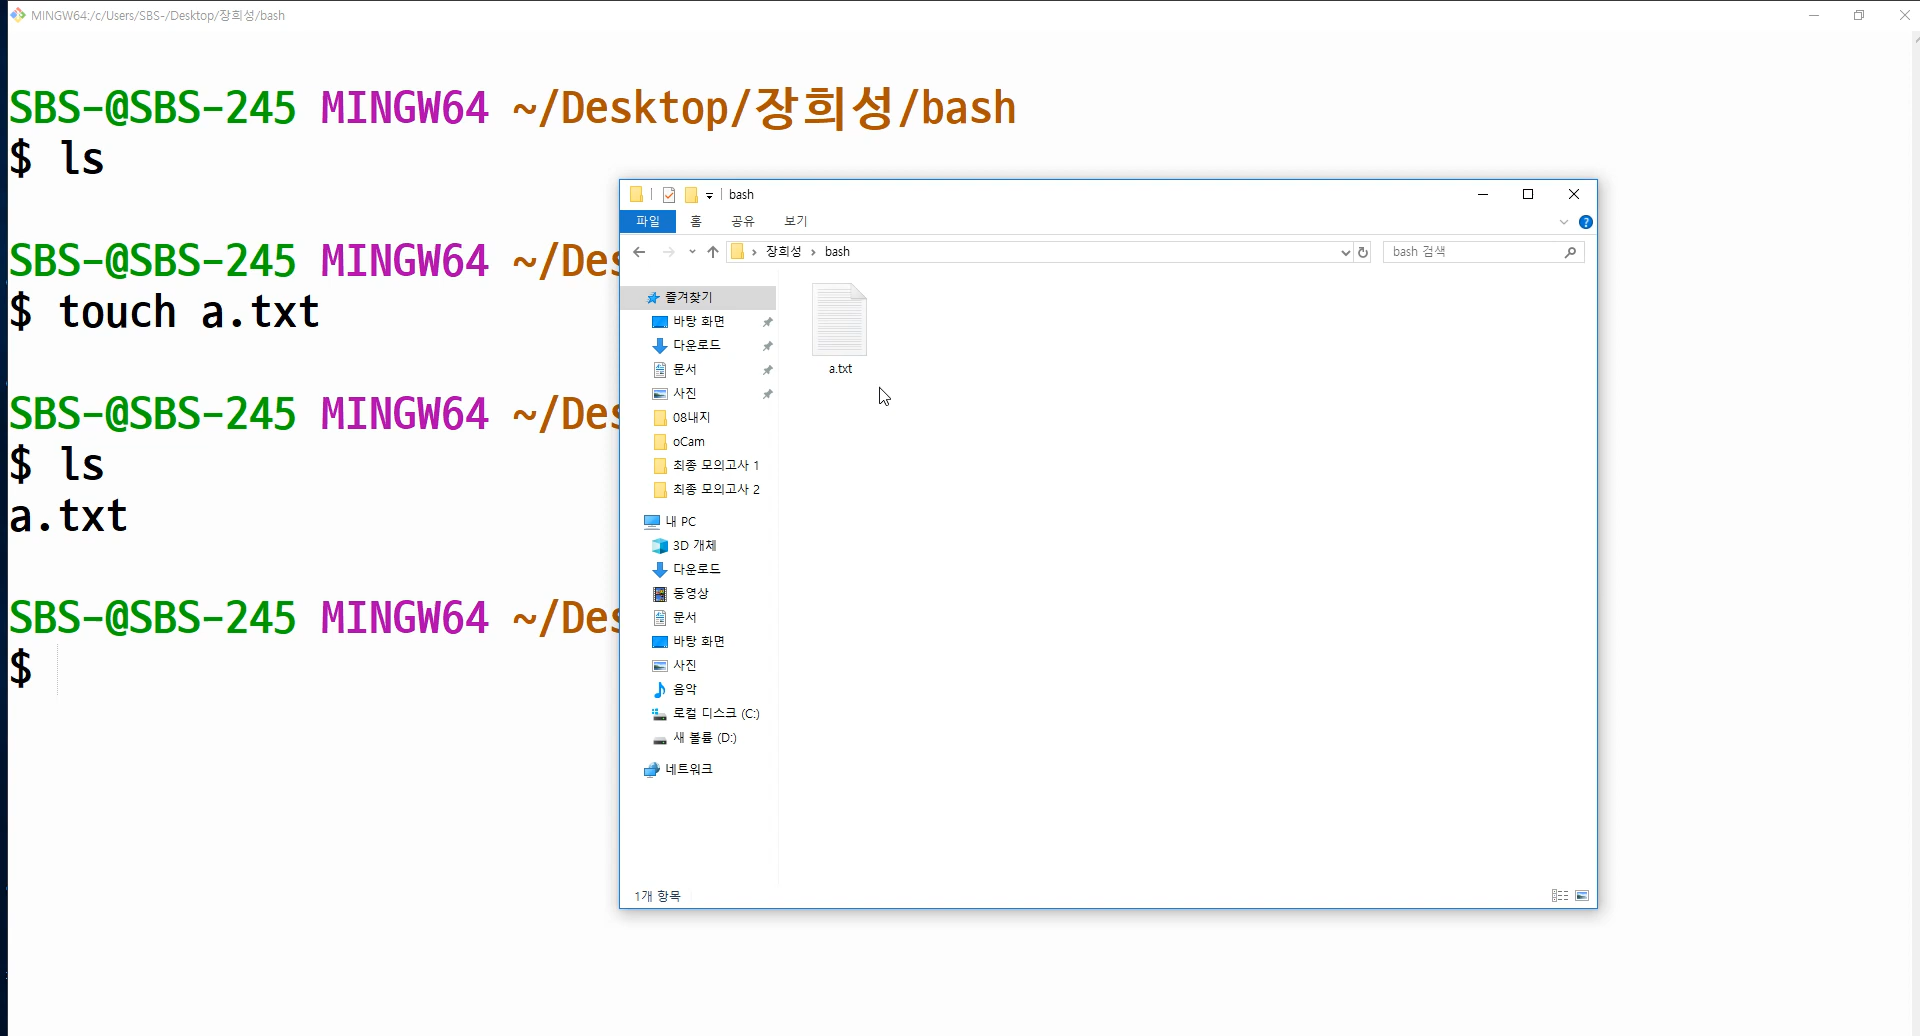 MINGW64:/c/Users/SBS-/Desktop/장희성/bash
SBS-@SBS-245 MINGW64 ~/Desktop/장희성/bash
$ ls
SBS-@SBS-245 MINGW64 ~/Des
$ touch a.txt
SBS-@SBS-245 MINGW64 ~/Des
$ ls
a.txt
SBS-@SBS-245 MINGW64 ~/Des
$
bash
파일 홈 공유 보기
장희성 › bash
bash 검색
즐겨찾기
바탕 화면
다운로드
문서
사진
08내지
oCam
최종 모의고사 1
최종 모의고사 2
내 PC
3D 개체
다운로드
동영상
문서
바탕 화면
사진
음악
로컬 디스크 (C:)
새 볼륨 (D:)
네트워크
a.txt
1개 항목